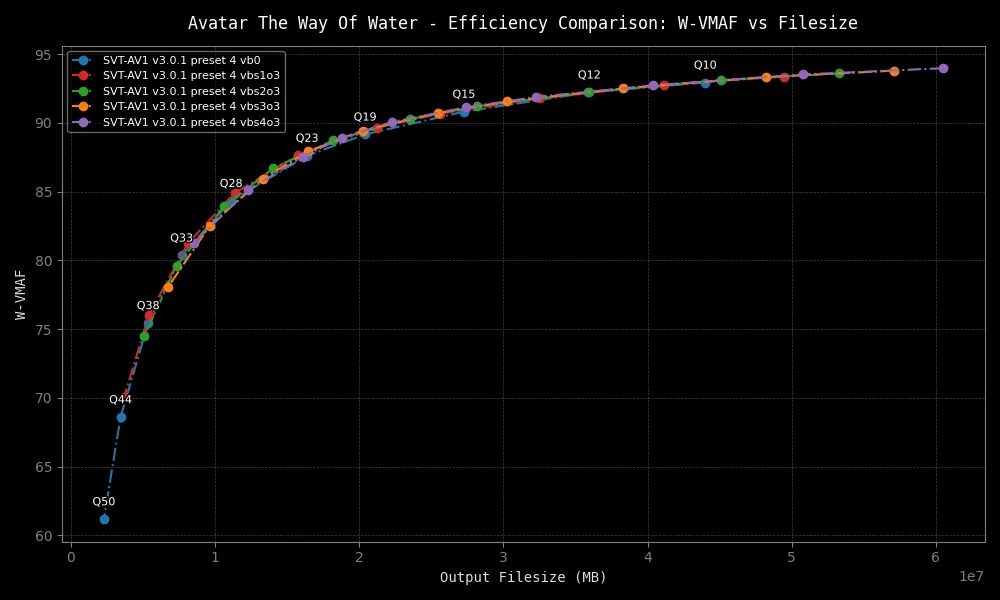 Avatar The Way Of Water - Efficiency Comparison: W-VMAF vs Filesize
SVT-AV1 v3.0.1 preset 4 vb0
SVT-AV1 v3.0.1 preset 4 vbs1o3
SVT-AV1 v3.0.1 preset 4 vbs2o3
SVT-AV1 v3.0.1 preset 4 vbs3o3
SVT-AV1 v3.0.1 preset 4 vbs4o3
95
90
85
80
75
70
65
60
W-VMAF
Q10
Q12
Q15
Q19
Q23
Q28
Q33
Q38
Q44
Q50
0 1 2 3 4 5 6
1e7
Output Filesize (MB)